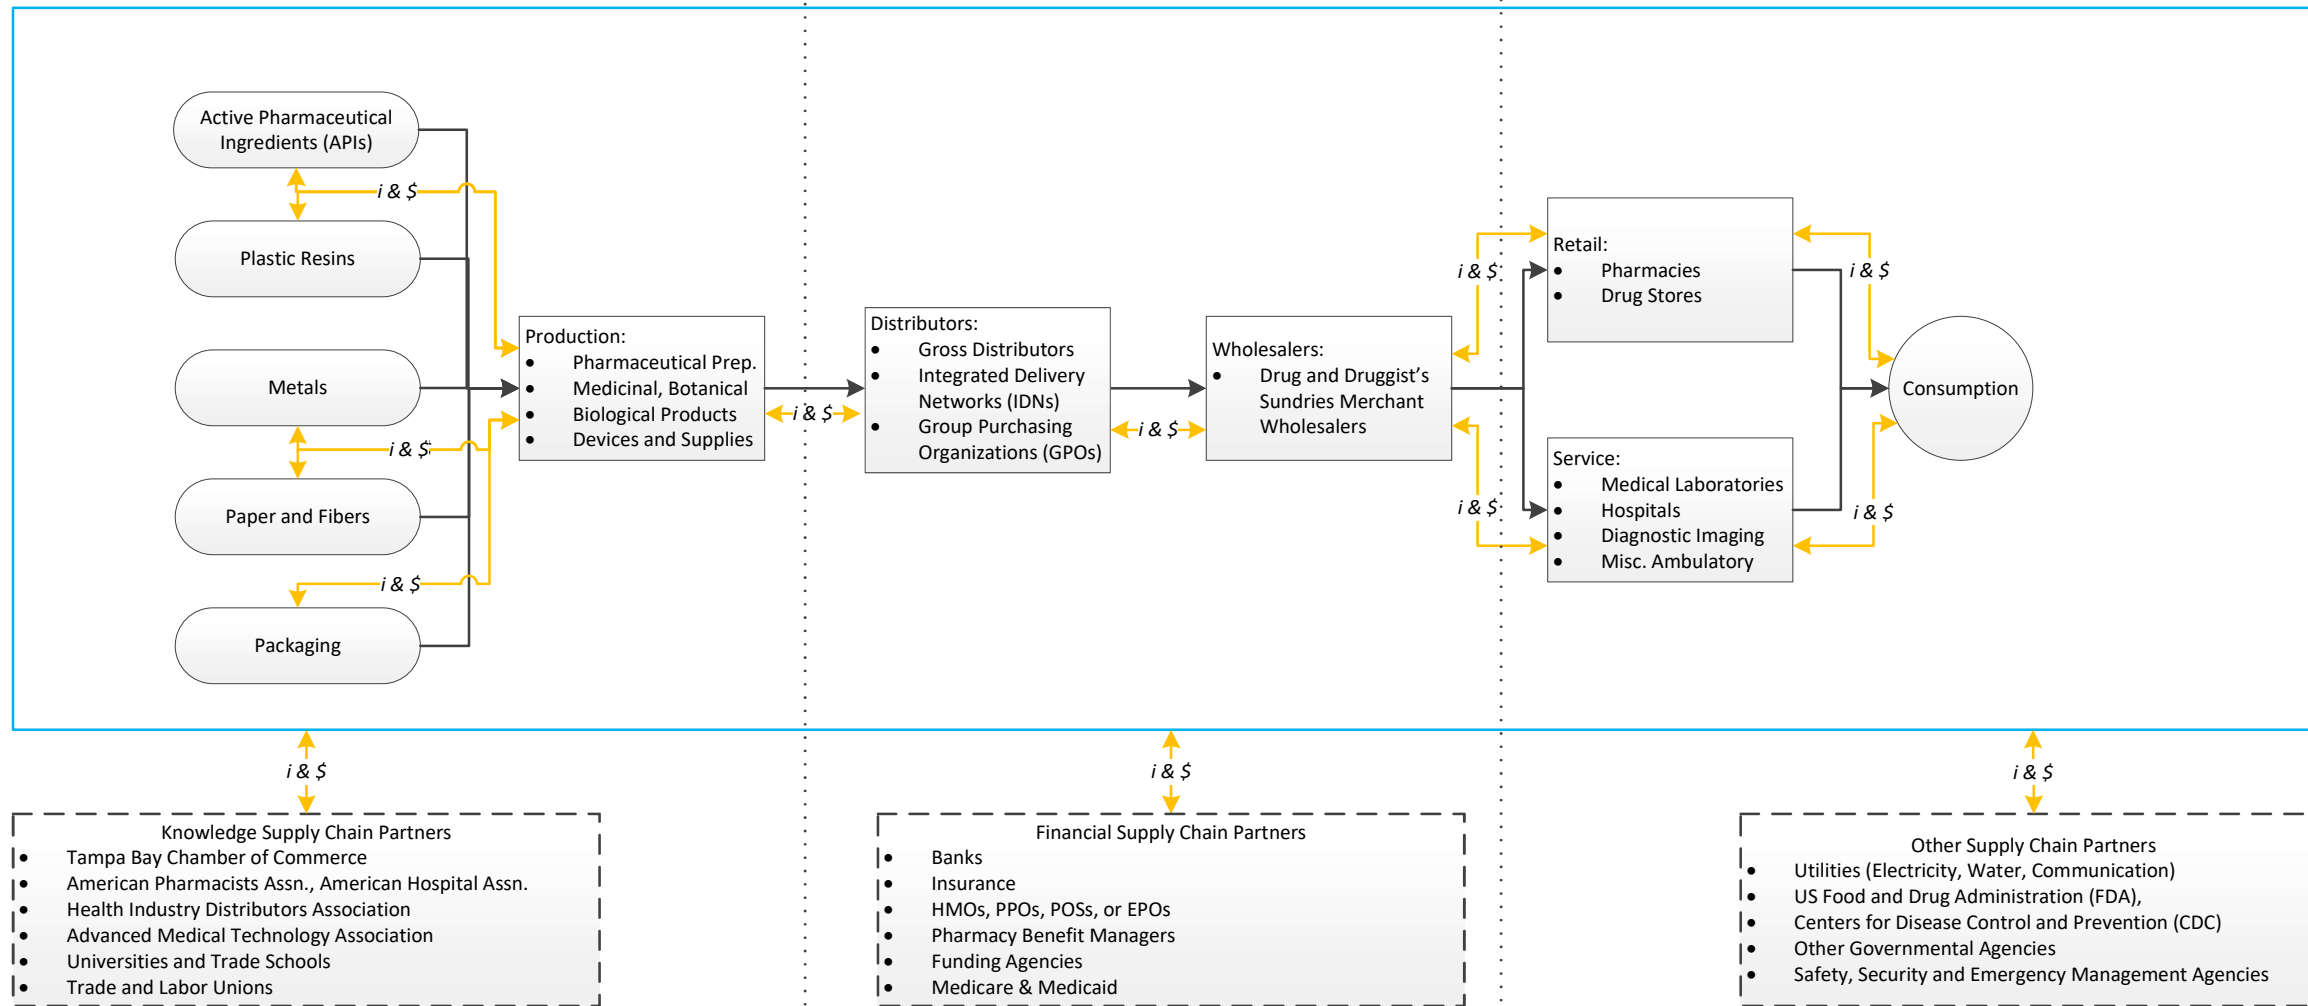 Active Pharmaceutical
Ingredients (APIs)
i & $
Plastic Resins
Metals
i & $
Paper and Fibers
i & $
Packaging
Production:
• Pharmaceutical Prep.
• Medicinal, Botanical
• Biological Products
• Devices and Supplies
i & $
Distributors:
• Gross Distributors
• Integrated Delivery
Networks (IDNs)
• Group Purchasing
Organizations (GPOs)
i & $
Wholesalers:
• Drug and Druggist’s
Sundries Merchant
Wholesalers
i & $
i & $
Retail:
• Pharmacies
• Drug Stores
Service:
• Medical Laboratories
• Hospitals
• Diagnostic Imaging
• Misc. Ambulatory
i & $
i & $
Consumption
i & $
i & $
i & $
Knowledge Supply Chain Partners
• Tampa Bay Chamber of Commerce
• American Pharmacists Assn., American Hospital Assn.
• Health Industry Distributors Association
• Advanced Medical Technology Association
• Universities and Trade Schools
• Trade and Labor Unions
Financial Supply Chain Partners
• Banks
• Insurance
• HMOs, PPOs, POSs, or EPOs
• Pharmacy Benefit Managers
• Funding Agencies
• Medicare & Medicaid
Other Supply Chain Partners
• Utilities (Electricity, Water, Communication)
• US Food and Drug Administration (FDA),
• Centers for Disease Control and Prevention (CDC)
• Other Governmental Agencies
• Safety, Security and Emergency Management Agencies